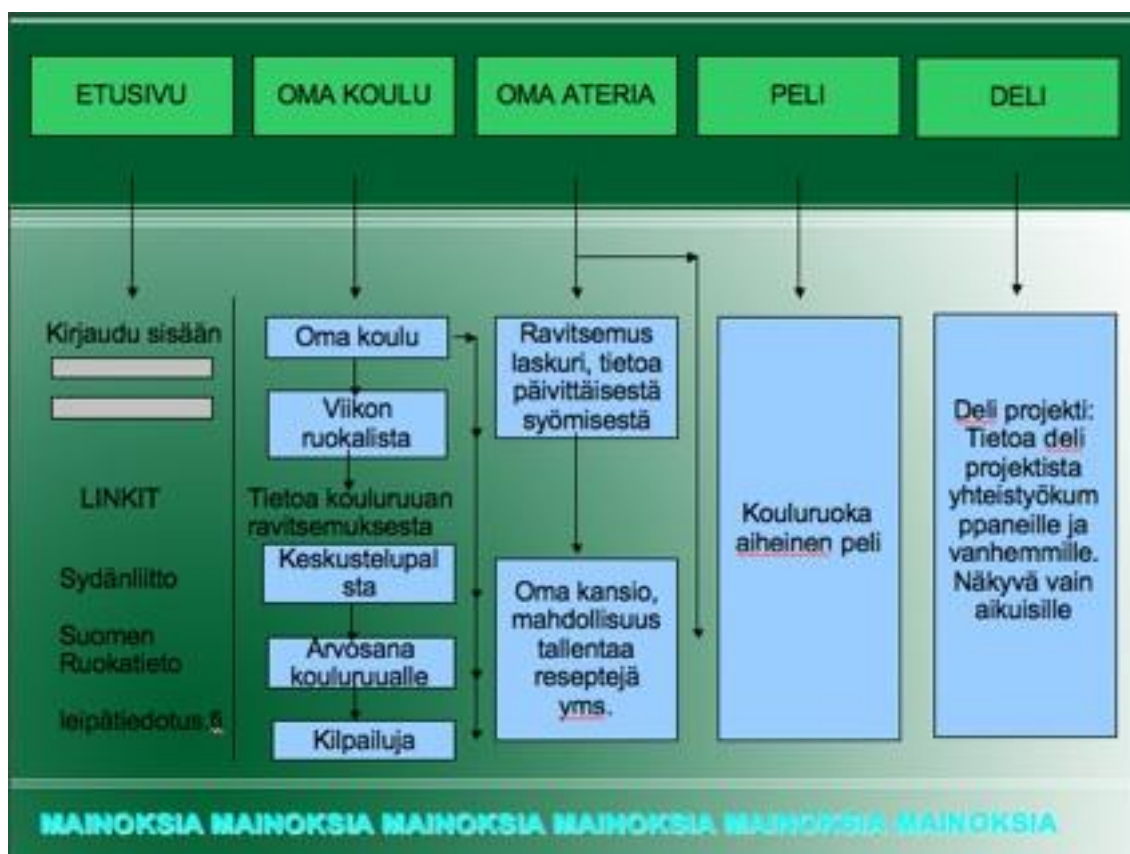 ETUSIVU
OMA KOULU
OMA ATERIA
PELI
DELI
Kirjaudu sisään
LINKIT
Sydänliitto
Suomen
Ruokatieto
leipätiedotus,
Oma koulu
Viikon
ruokalista
Tietoa kouluruuan
ravitsemuksesta
Keskustelupal
sta
Arvosana
kouluruualle
Kilpailuja
Ravitsemus
laskuri, tietoa
päivittäisestä
syömisestä
Oma kansio,
mahdollisuus
tallentaa
reseptejä
yms.
Kouluruoka
aiheinen peli
Deli projekti:
Tietoa deli
projektista
yhteistyökum
ppaneille ja
vanhemmille.
Näkyvä vain
aikuisille
MAINOKSIA MAINOKSIA MAINOKSIA MAINOKSIA MAINOKSIA MAINOKSIA